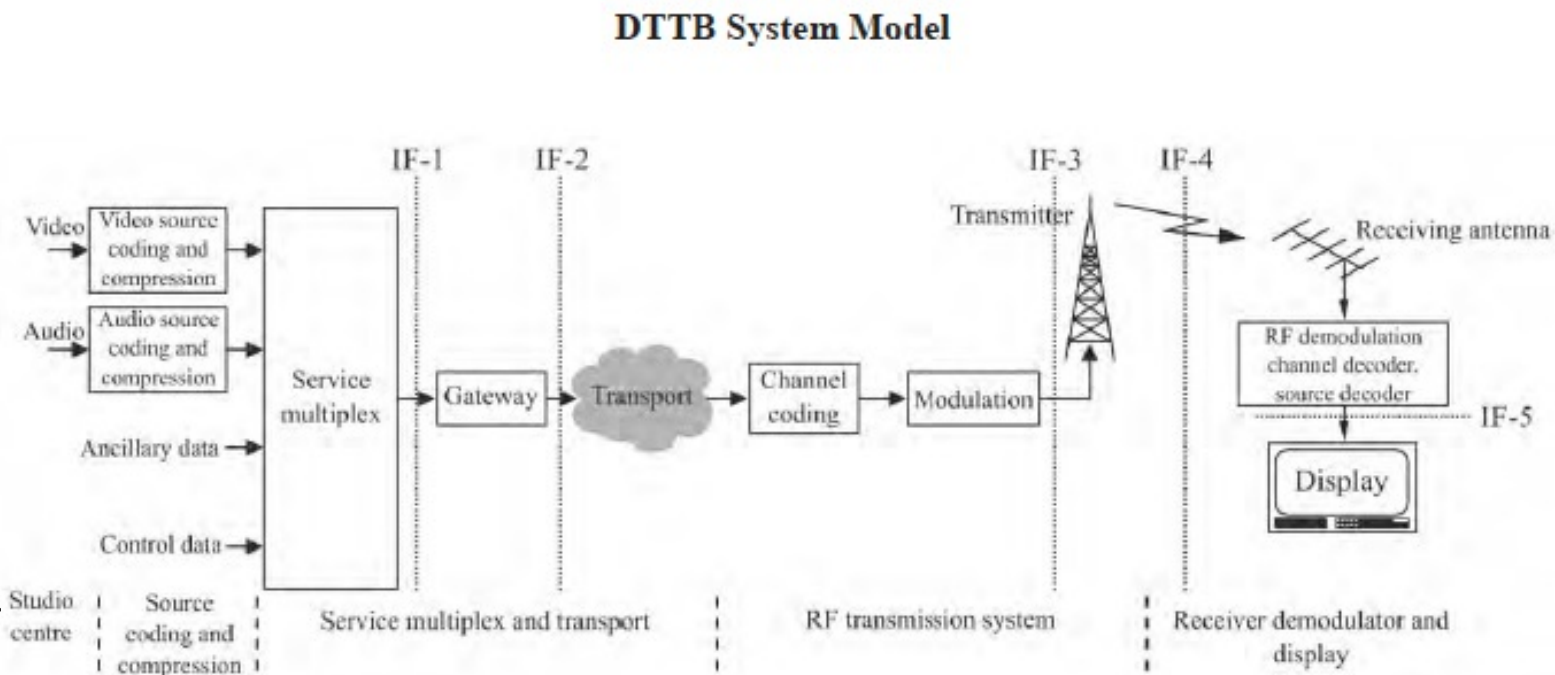 DTTB System Model
IF-1
IF-2
IF-3
IF-4
Video
Video source
coding and
compression
Audio
Audio source
coding and
compression
Ancillary data
Control data
Service
multiplex
Gateway
Transport
Channel
coding
Modulation
Transmitter
Receiving antenna
RF demodulation
channel decoder,
source decoder
IF-5
Display
Studio
centre
Source
coding and
compression
Service multiplex and transport
RF transmission system
Receiver demodulator and
display